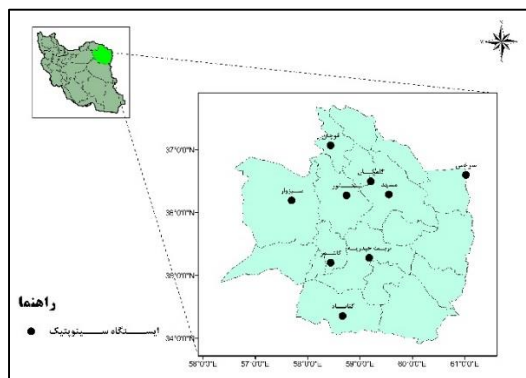 N
قوچان
گلمکان
سرخس
مشهد
نیشابور
سبزوار
تربت حیدریه
کاشمر
گناباد
37°0'0"N
36°0'0"N
35°0'0"N
34°0'0"N
58°0'0"E
57°0'0"E
58°0'0"E
59°0'0"E
60°0'0"E
61°0'0"E
راهنما
ایستگاه سینوپتیک